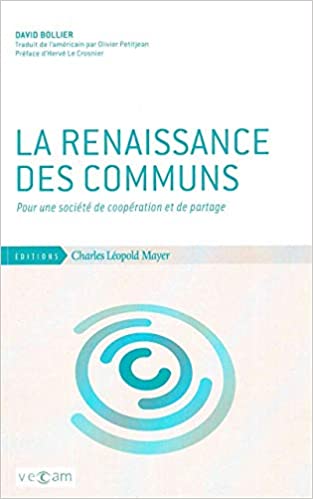 DAVID BOLLIER
Traduit de l'américain par Olivier Petitjean
Préface d'Hervé Le Crosnier
LA RENAISSANCE
DES COMMUNS
Pour une société de coopération et de partage
ÉDITIONS Charles Léopold Mayer
vecam